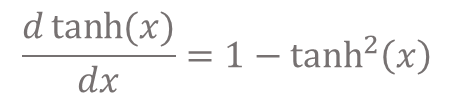 d tanh(x) / dx = 1 − tanh²(x)